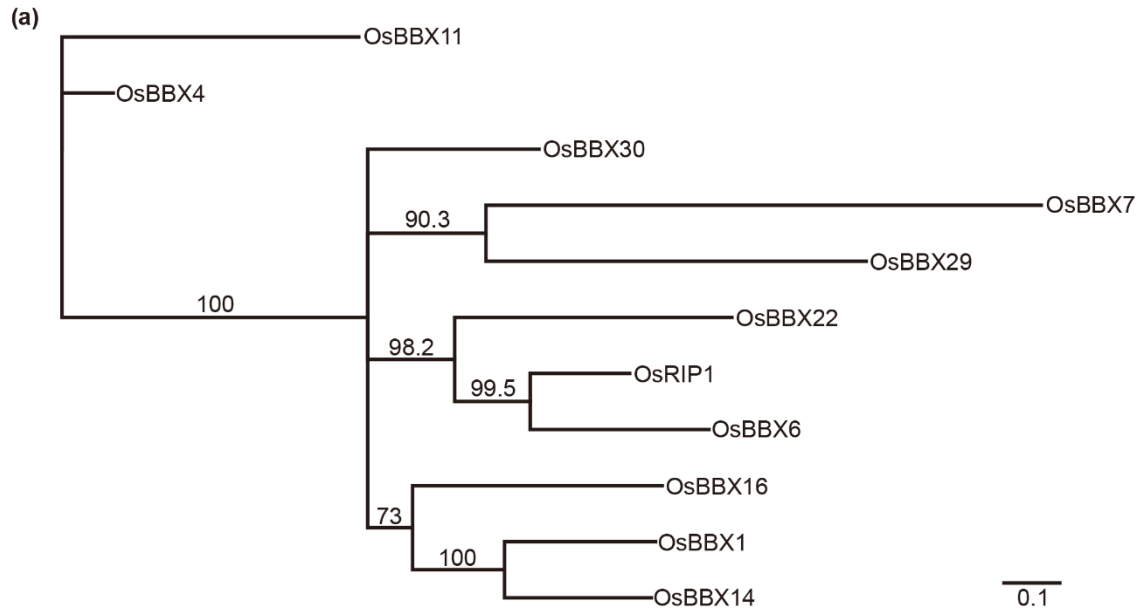 (a)
OsBBX11
OsBBX4
OsBBX30
OsBBX7
90.3
OsBBX29
100
OsBBX22
98.2
OsRIP1
99.5
OsBBX6
OsBBX16
73
OsBBX1
100
OsBBX14
0.1